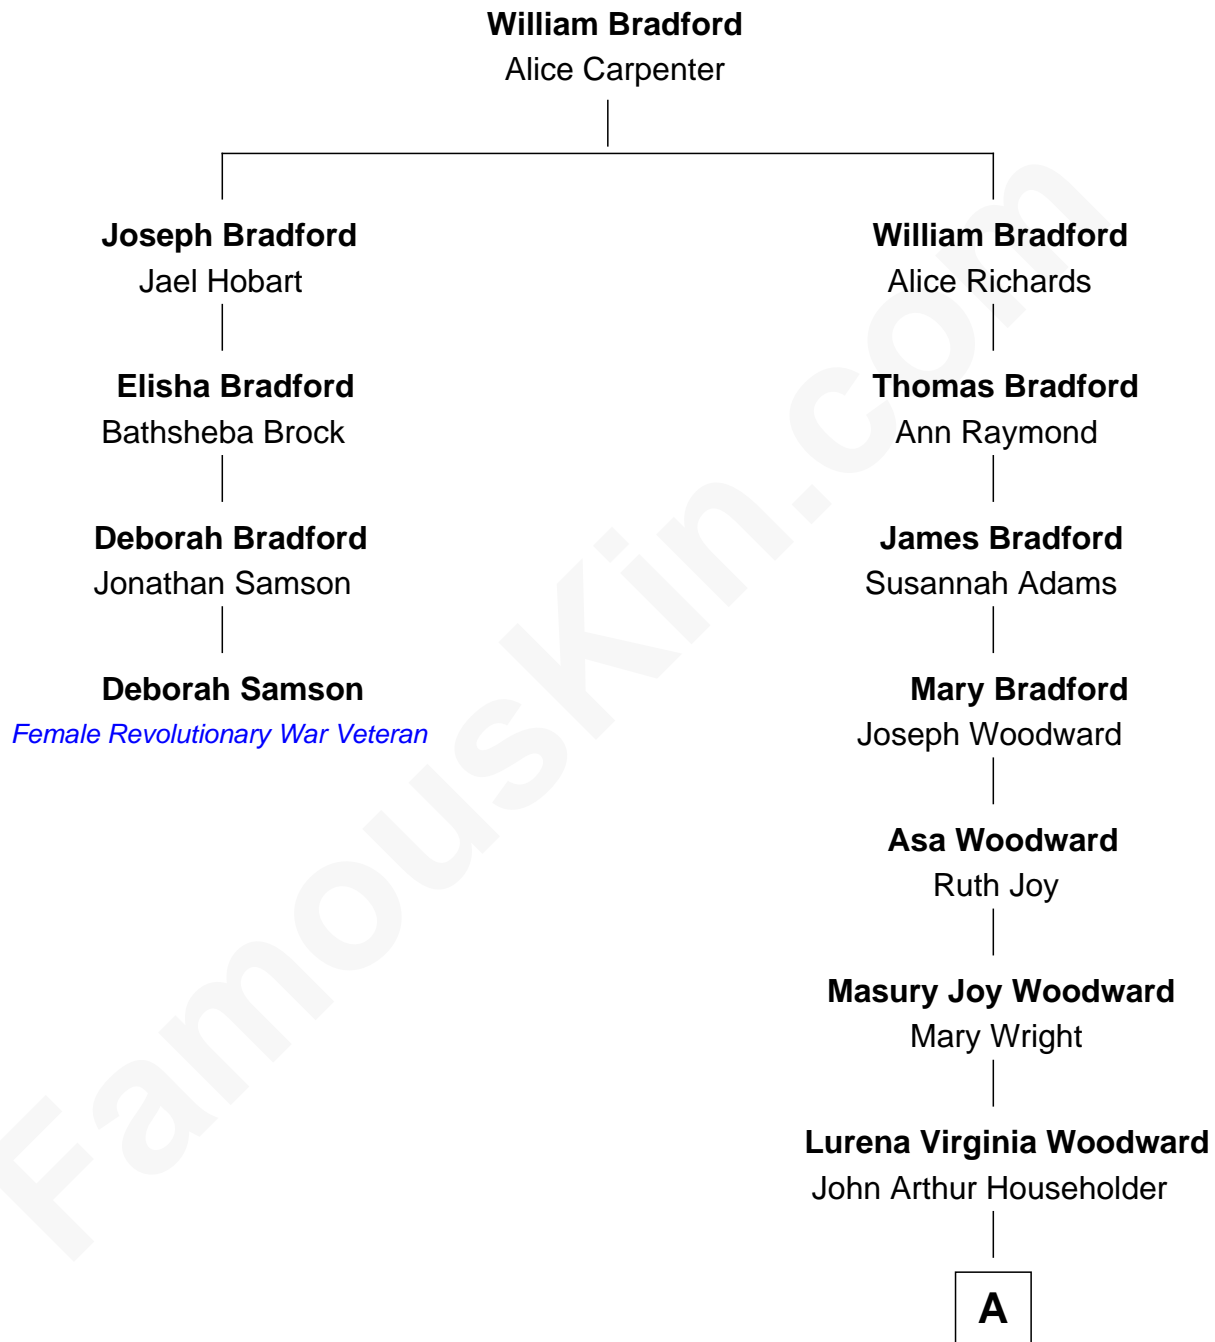 William Bradford
Alice Carpenter
Joseph Bradford
Jael Hobart
William Bradford
Alice Richards
Elisha Bradford
Bathsheba Brock
Thomas Bradford
Ann Raymond
Deborah Bradford
Jonathan Samson
James Bradford
Susannah Adams
Deborah Samson
Female Revolutionary War Veteran
Mary Bradford
Joseph Woodward
Asa Woodward
Ruth Joy
Masury Joy Woodward
Mary Wright
Lurena Virginia Woodward
John Arthur Householder
A
FamousKin.com